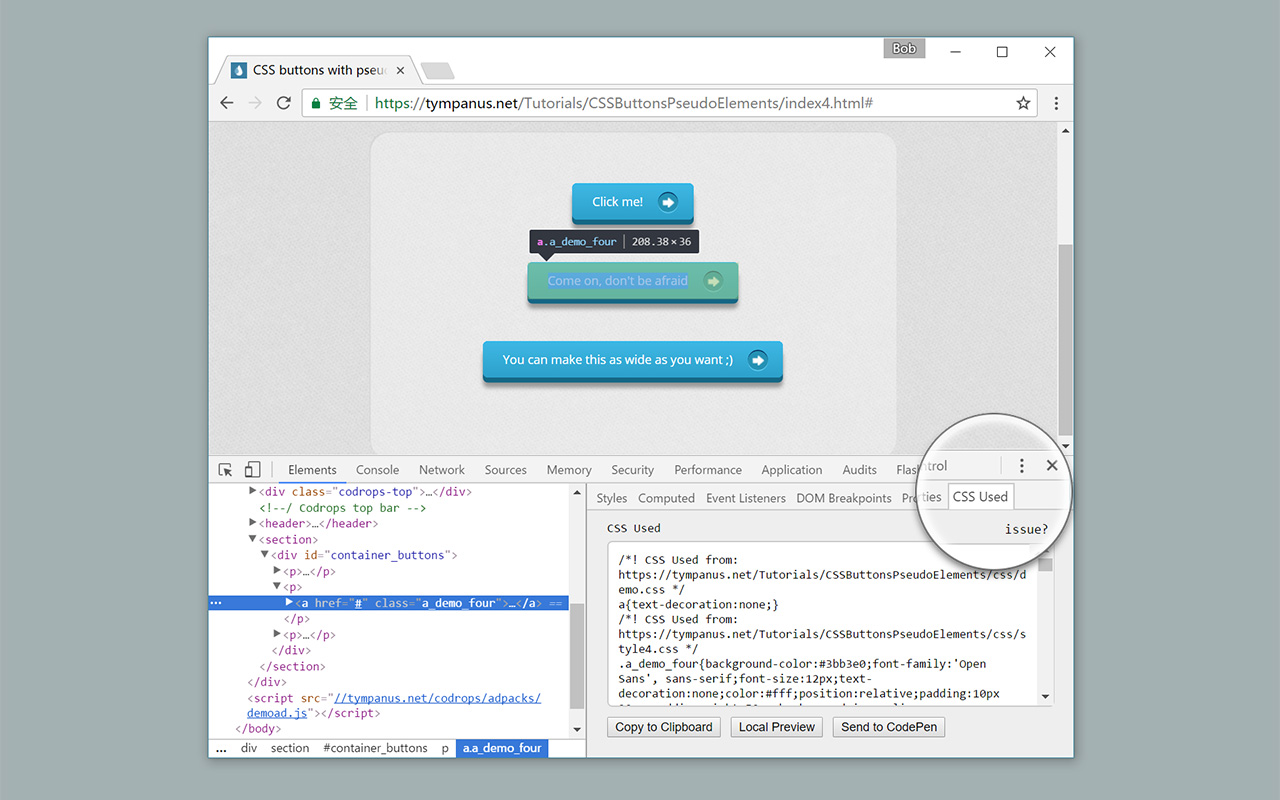 Bob
CSS buttons with pseu
安全 https://tympanus.net/Tutorials/CSSButtonsPseudoElements/index4.html#
Click me!
a.a_demo_four 208.38 × 36
Come on, don't be afraid
You can make this as wide as you want ;)
Elements Console Network Sources Memory Security Performance Application Audits Flas ntrol
<div class="codrops-top">…</div>
<!--/ Codrops top bar -->
<header>…</header>
<section>
<div id="container_buttons">
<p>…</p>
<p>
<a href="#" class="a_demo_four">…</a> ==
</p>
<p>…</p>
</div>
</section>
</div>
<script src="//tympanus.net/codrops/adpacks/
demoad.js"></script>
</body>
... div section #container_buttons p a.a_demo_four
Styles Computed Event Listeners DOM Breakpoints Pro rties CSS Used
CSS Used issue?
/*! CSS Used from:
https://tympanus.net/Tutorials/CSSButtonsPseudoElements/css/d
emo.css */
a{text-decoration:none;}
/*! CSS Used from:
https://tympanus.net/Tutorials/CSSButtonsPseudoElements/css/s
tyle4.css */
.a_demo_four{background-color:#3bb3e0;font-family:'Open
Sans', sans-serif;font-size:12px;text-
decoration:none;color:#fff;position:relative;padding:10px
Copy to Clipboard Local Preview Send to CodePen